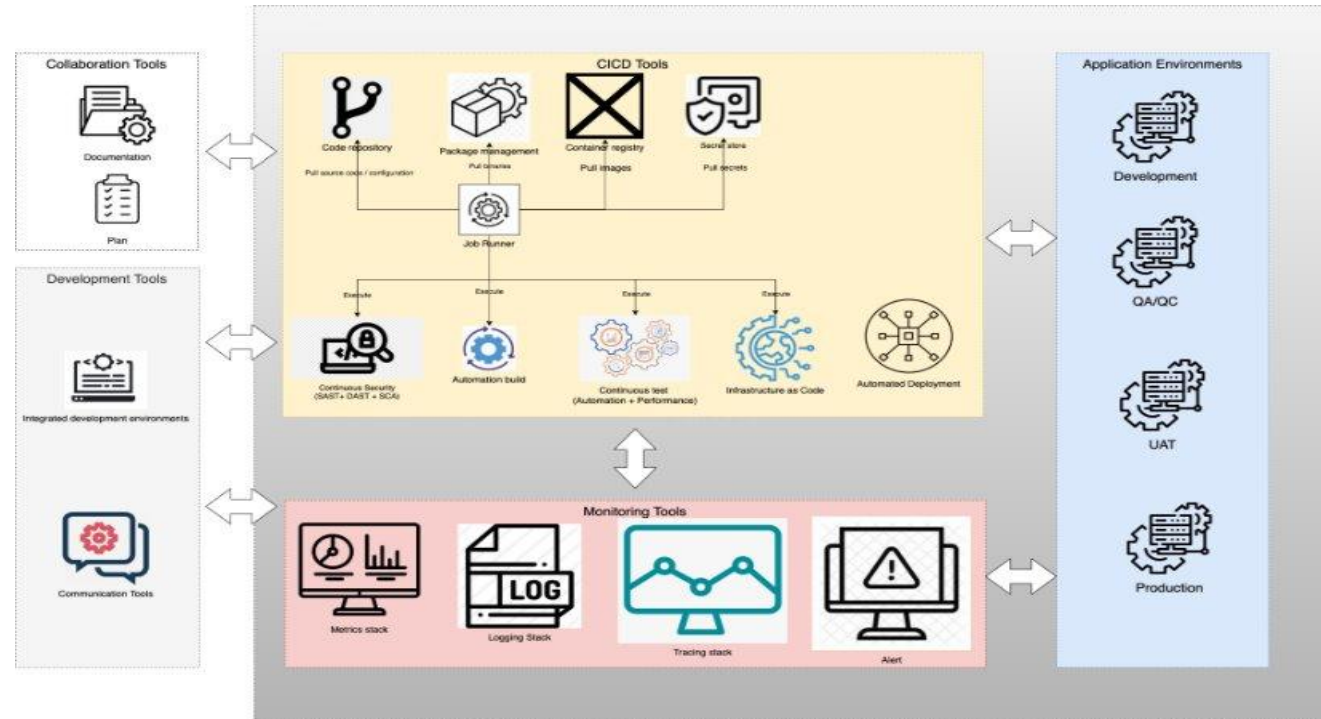 Collaboration Tools
Documentation
Plan
Development Tools
Integrated development environments
Communication Tools
CICD Tools
Code repository
Package management
Container registry
Secret store
Pull source code / configuration
Pull binaries
Pull images
Pull secrets
Job Runner
Execute
Execute
Execute
Execute
Continuous Security
(SAST+ DAST + SCA)
Automation build
Continuous test
(Automation + Performance)
Infrastructure as Code
Automated Deployment
Monitoring Tools
Metrics stack
LOG
Logging Stack
Tracing stack
Alert
Application Environments
Development
QA/QC
UAT
Production